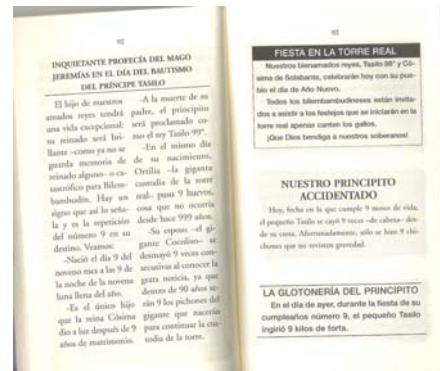 92
INQUIETANTE PROFECÍA DEL MAGO
JEREMÍAS EN EL DÍA DEL BAUTISMO
DEL PRÍNCIPE TASILO
El hijo de nuestros
amados reyes tendrá
una vida excepcional:
su reinado será bri-
llante –como ya no se
guarda memoria de
reinado alguno– o ca-
tastrófico para Bilem-
bambudín. Hay un
signo que así lo seña-
la y es la repetición
del número 9 en su
destino. Veamos:
–Nació el día 9 del
noveno mes a las 9 de
la noche de la novena
luna llena del año.
–Es el único hijo
que la reina Cósima
dio a luz después de 9
años de matrimonio.
–A la muerte de su
padre, el principito
será proclamado co-
mo el rey Tasilo 99º.
–En el mismo día
de su nacimiento,
Ortilia –la giganta
custodia de la torre
real– puso 9 huevos,
cosa que no ocurría
desde hace 999 años.
–Su esposo –el gi-
gante Cocolino– se
desmayó 9 veces con-
secutivas al conocer la
grata noticia, ya que
dentro de 90 años se-
rán 9 los pichones del
gigante que nacerán
para continuar la cus-
todia de la torre.
93
FIESTA EN LA TORRE REAL
Nuestros bienamados reyes, Tasilo 98º y Có-
sima de Solabante, celebrarán hoy con su pue-
blo el día de Año Nuevo.
Todos los bilembambudineses están invita-
dos a asistir a los festejos que se iniciarán en la
torre real apenas canten los gallos.
¡Que Dios bendiga a nuestros soberanos!
NUESTRO PRINCIPITO
ACCIDENTADO
Hoy, fecha en la que cumple 9 meses de vida,
el pequeño Tasilo se cayó 9 veces –de cabeza– des-
de su cuna. Afortunadamente, sólo se hizo 9 chi-
chones que no revisten gravedad.
LA GLOTONERÍA DEL PRINCIPITO
En el día de ayer, durante la fiesta de su
cumpleaños número 9, el pequeño Tasilo
ingirió 9 kilos de torta.